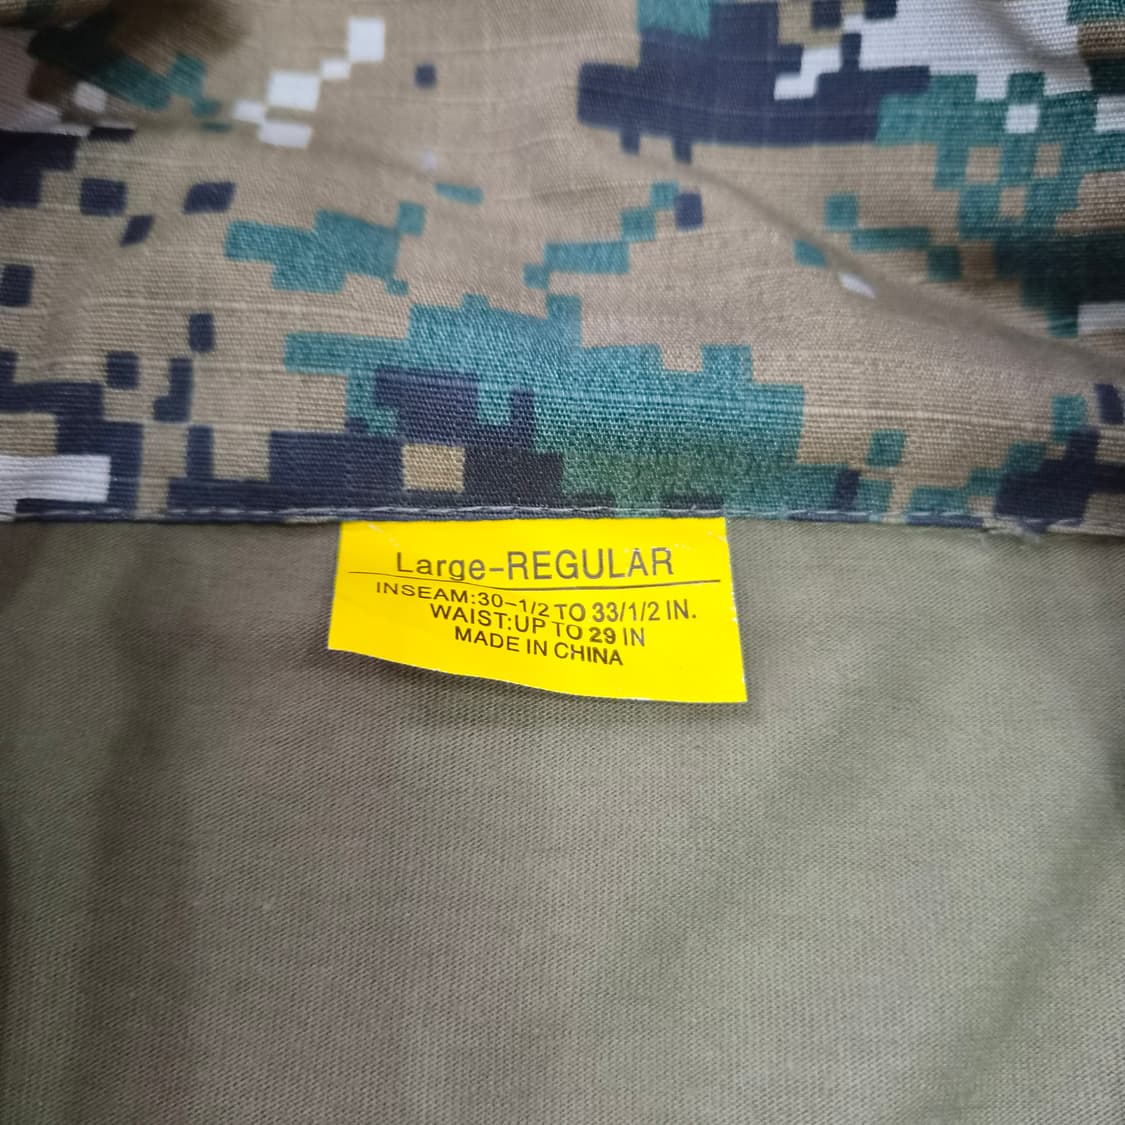 Large-REGULAR
INSEAM:30-1/2 TO 33/1/2 IN.
WAIST:UP TO 29 IN
MADE IN CHINA